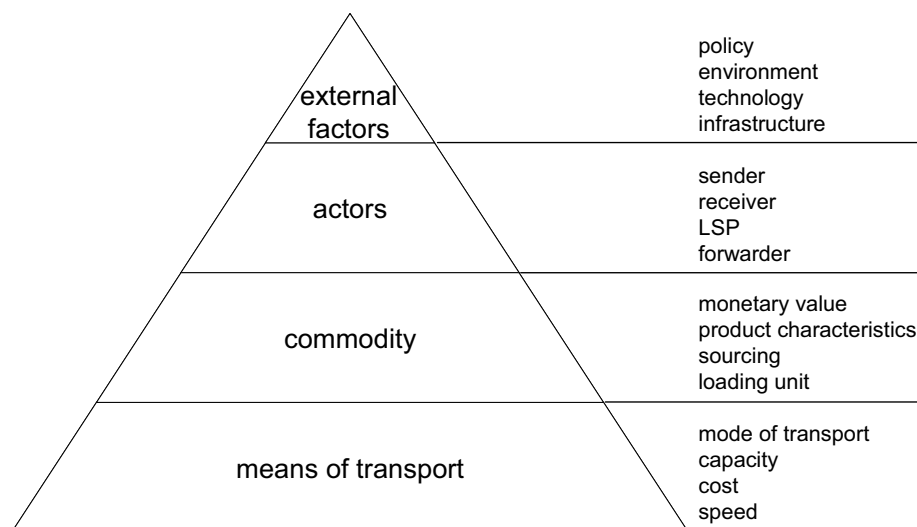 external
factors
policy
environment
technology
infrastructure
actors
sender
receiver
LSP
forwarder
commodity
monetary value
product characteristics
sourcing
loading unit
means of transport
mode of transport
capacity
cost
speed